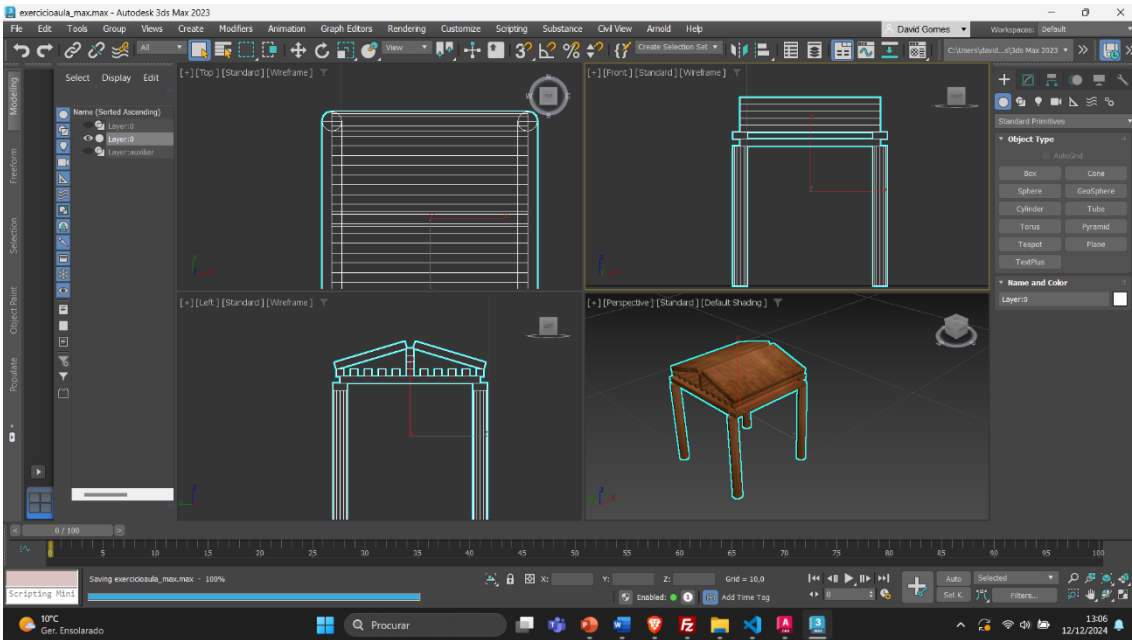 exercicioaula_max.max - Autodesk 3ds Max 2023
File Edit Tools Group Views Create Modifiers Animation Graph Editors Rendering Customize Scripting Substance Civil View Arnold Help
David Gomes
Workspaces: Default
All
View
Create Selection Set
C:\Users\david...s\3ds Max 2023
Modeling
Freeform
Selection
Object Paint
Populate
Select Display Edit
Name (Sorted Ascending)
Layer:0
Layer:0
Layer:auxiliar
[+] [Top] [Standard] [Wireframe]
[+] [Front] [Standard] [Wireframe]
[+] [Left] [Standard] [Wireframe]
[+] [Perspective] [Standard] [Default Shading]
Standard Primitives
Object Type
AutoGrid
Box Cone
Sphere GeoSphere
Cylinder Tube
Torus Pyramid
Teapot Plane
TextPlus
Name and Color
Layer:0
0 / 100
0 5 10 15 20 25 30 35 40 45 50 55 60 65 70 75 80 85 90 95 100
Scripting Mini
Saving exercicioaula_max.max - 100%
X: Y: Z: Grid = 10,0
Enabled: Add Time Tag
0
Auto Selected
Set K. Filters...
10°C
Ger. Ensolarado
Procurar
13:06
12/12/2024